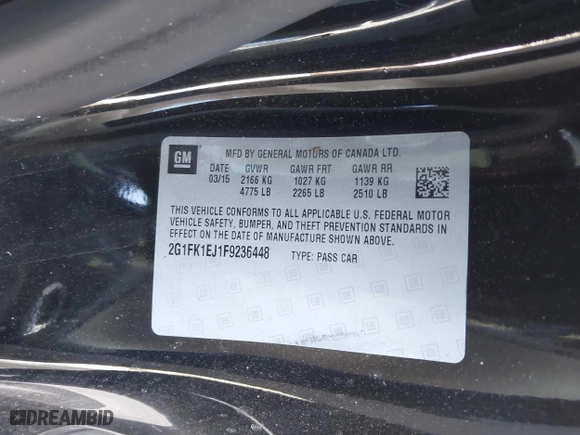 GM
MFD BY GENERAL MOTORS OF CANADA LTD.
DATE GVWR GAWR FRT GAWR RR
03/15 2166 KG 1027 KG 1139 KG
4775 LB 2265 LB 2510 LB
THIS VEHICLE CONFORMS TO ALL APPLICABLE U.S. FEDERAL MOTOR
VEHICLE SAFETY, BUMPER, AND THEFT PREVENTION STANDARDS IN
EFFECT ON THE DATE OF MANUFACTURE SHOWN ABOVE.
2G1FK1EJ1F9236448 TYPE: PASS CAR
DREAMBID